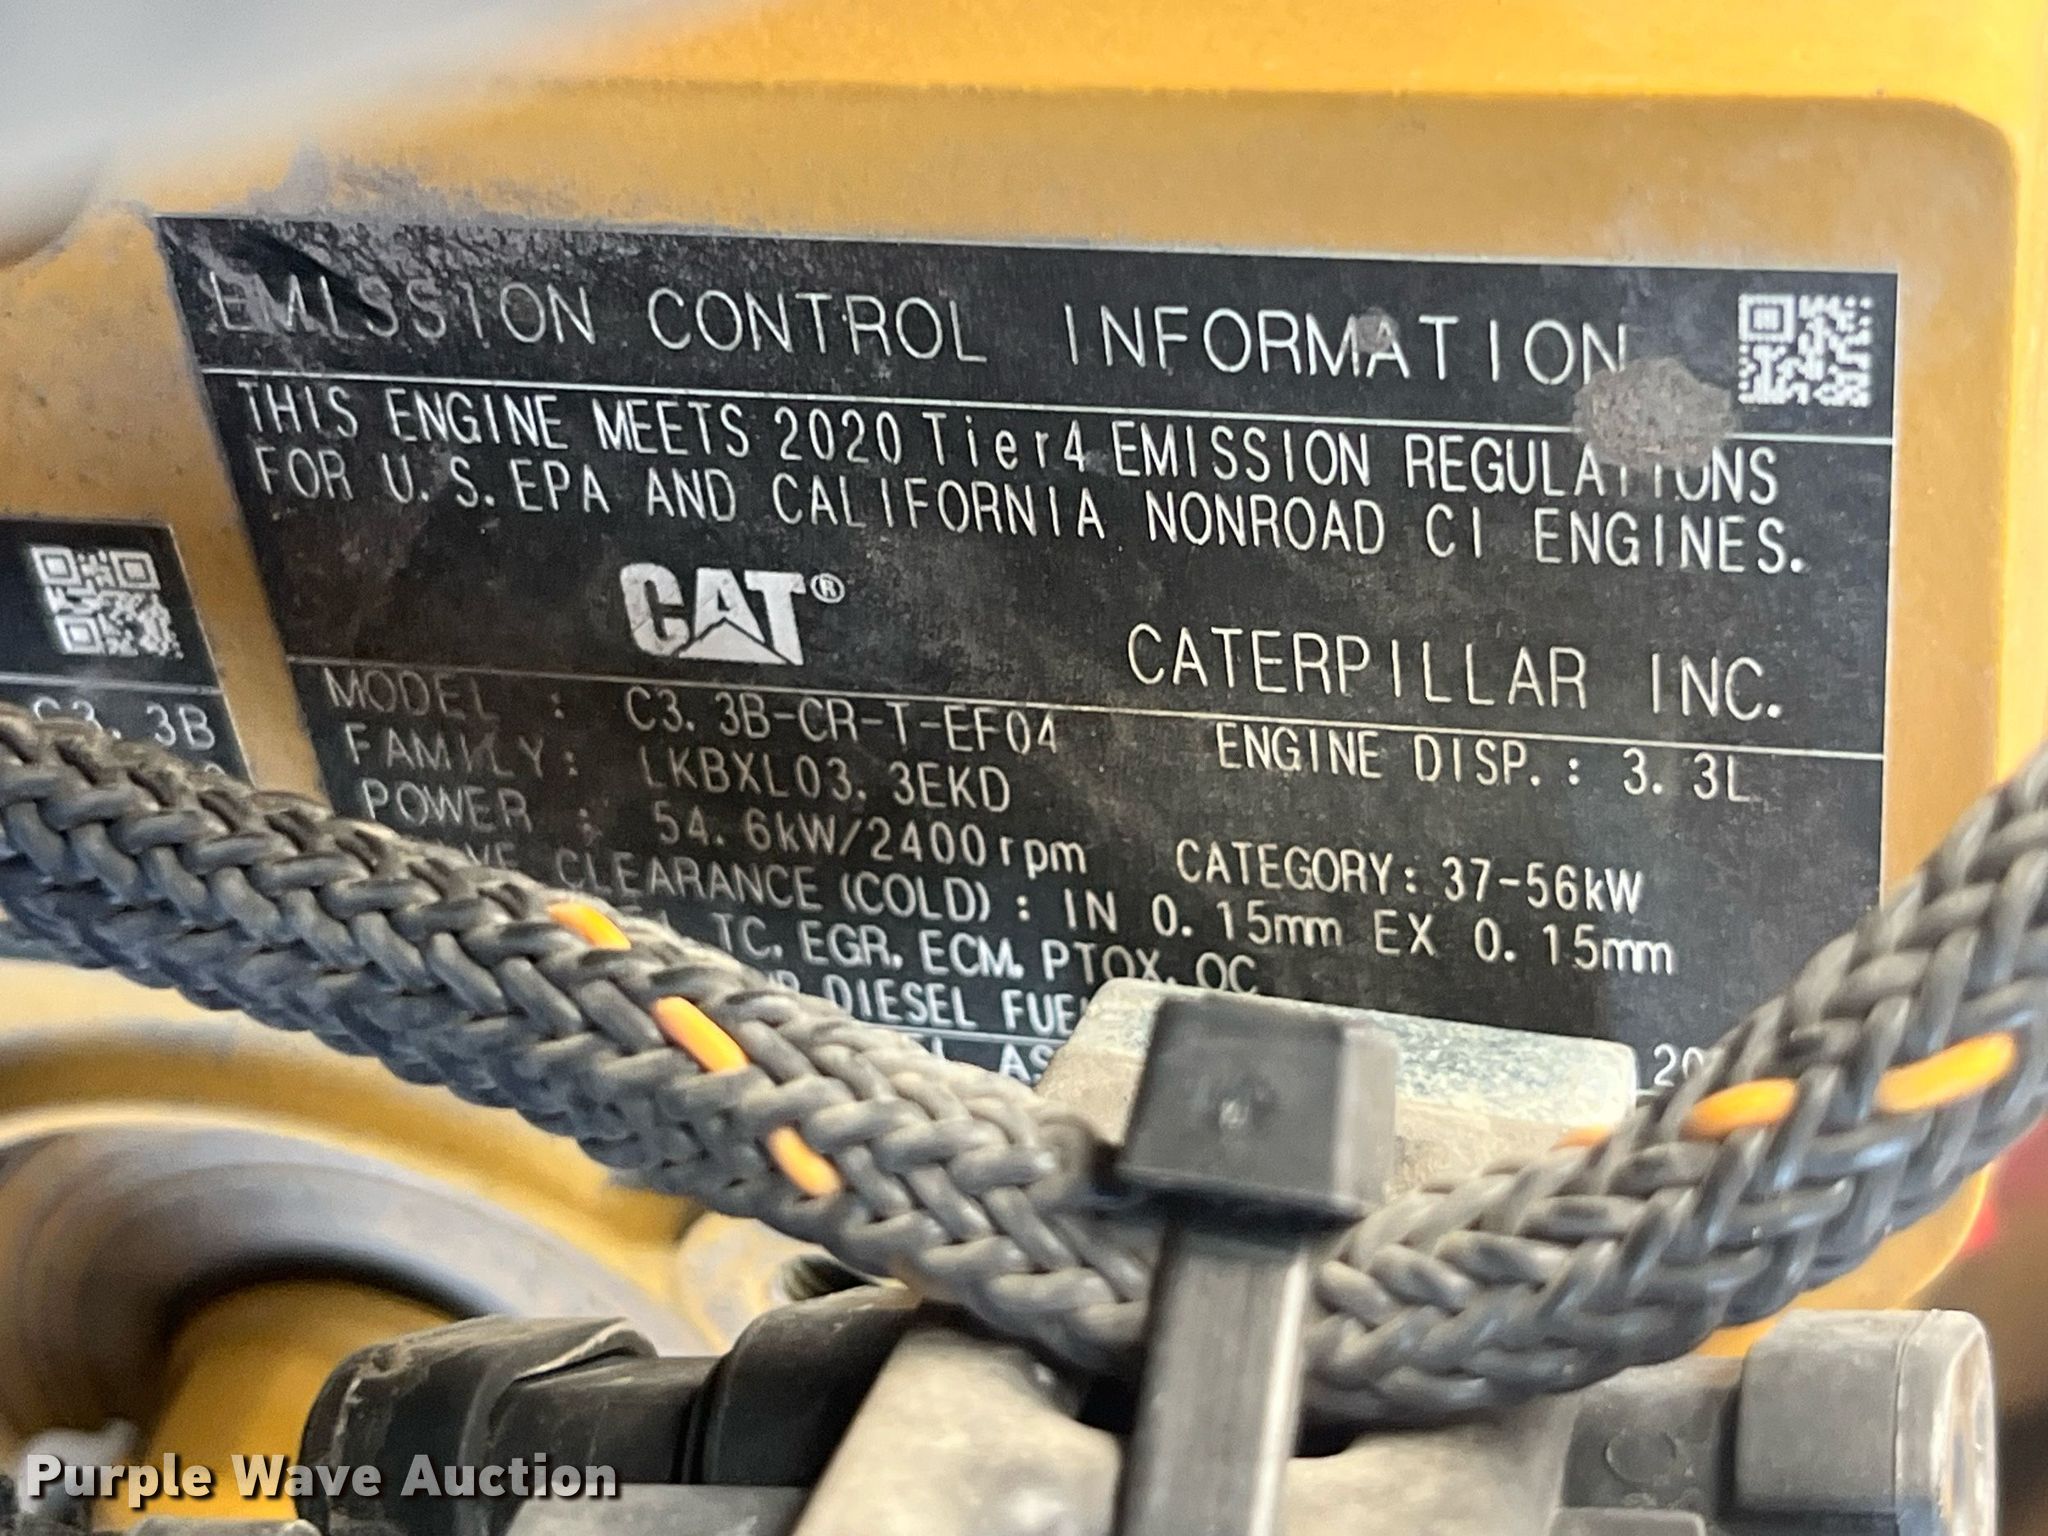 EMISSION CONTROL INFORMATION
THIS ENGINE MEETS 2020 Tier4 EMISSION REGULATIONS
FOR U.S. EPA AND CALIFORNIA NONROAD CI ENGINES.
CAT®
CATERPILLAR INC.
MODEL : C3.3B-CR-T-EF04
ENGINE DISP. : 3.3L
FAMILY : LKBXL03.3EKD
POWER : 54.6kW/2400rpm
CATEGORY : 37-56kW
CLEARANCE (COLD) : IN 0.15mm EX 0.15mm
TC, EGR, ECM, PTOX, OC
DIESEL
C3.3B
Purple Wave Auction